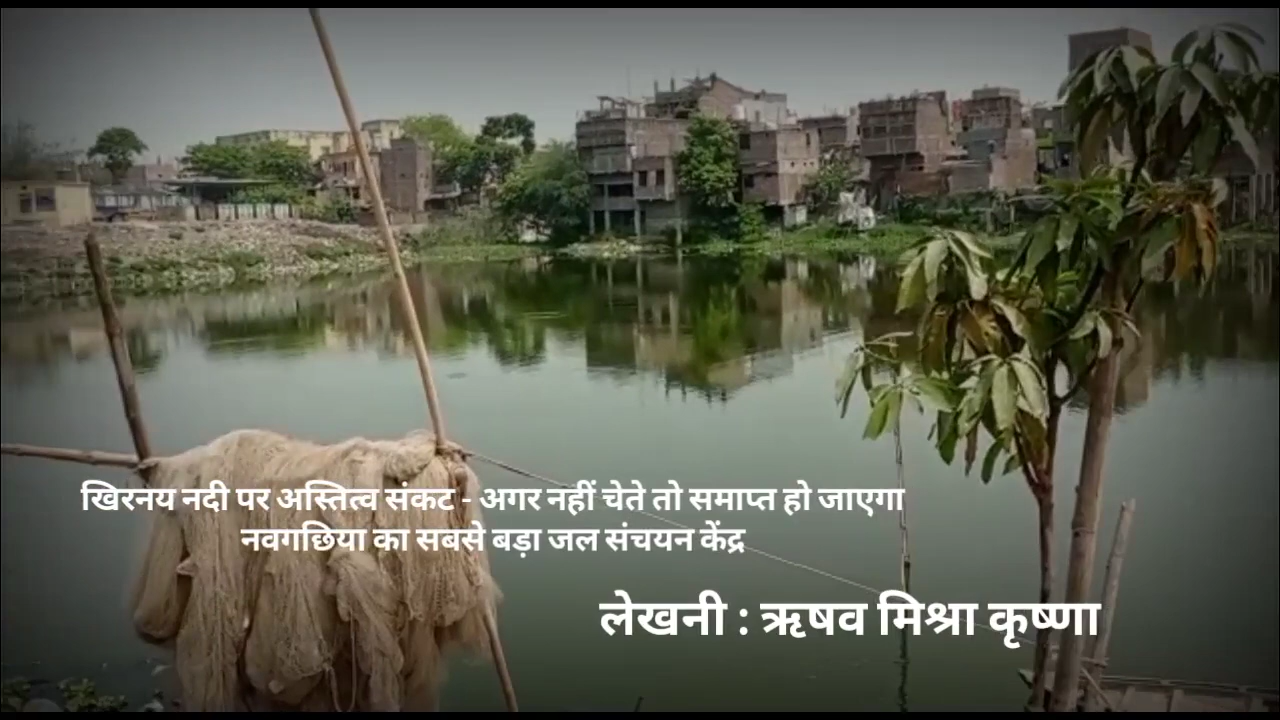 खिरनय नदी पर अस्तित्व संकट - अगर नहीं चेते तो समाप्त हो जाएगा
नवगछिया का सबसे बड़ा जल संचयन केंद्र
लेखनी : ऋषव मिश्रा कृष्णा